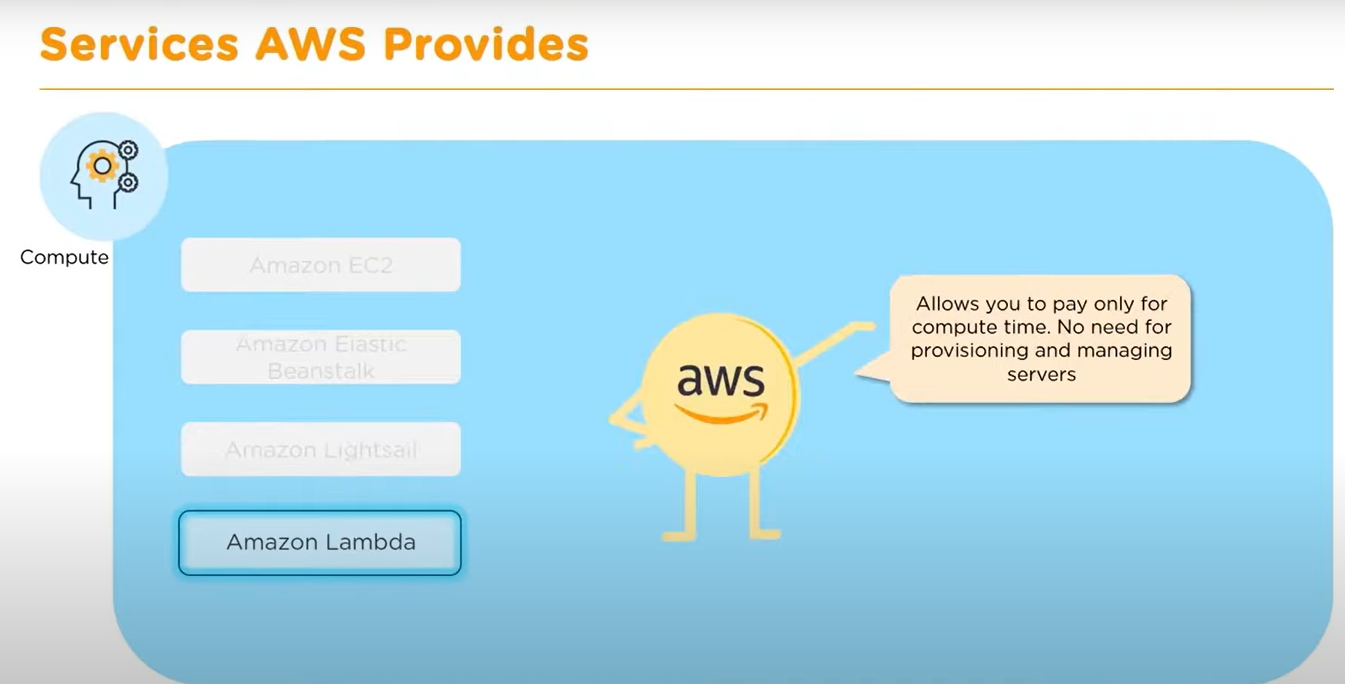 Services AWS Provides
Compute
Amazon EC2
Amazon Elastic
Beanstalk
Amazon Lightsail
Amazon Lambda
aws
Allows you to pay only for
compute time. No need for
provisioning and managing
servers